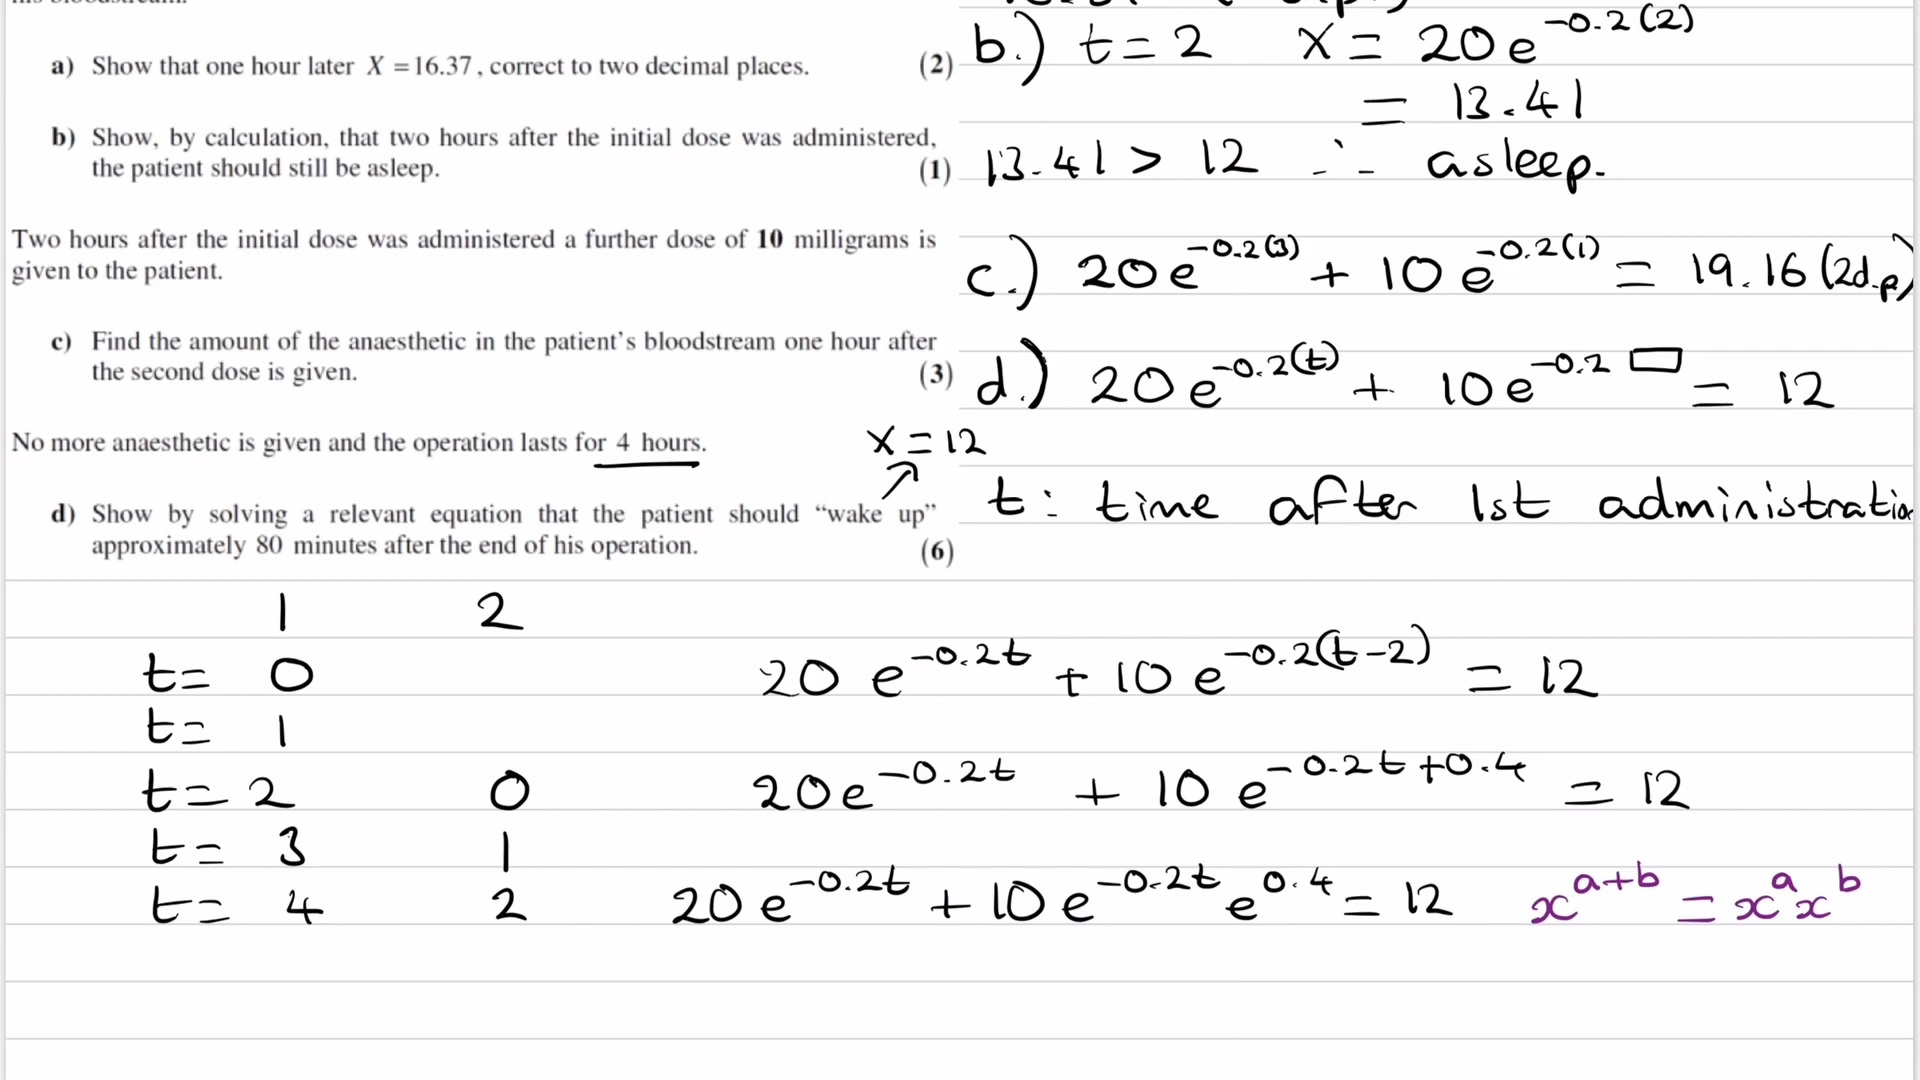 a) Show that one hour later X = 16.37, correct to two decimal places. (2)
b) Show, by calculation, that two hours after the initial dose was administered,
the patient should still be asleep. (1)
Two hours after the initial dose was administered a further dose of 10 milligrams is
given to the patient.
c) Find the amount of the anaesthetic in the patient's bloodstream one hour after
the second dose is given. (3)
No more anaesthetic is given and the operation lasts for 4 hours.
x = 12
d) Show by solving a relevant equation that the patient should “wake up”
approximately 80 minutes after the end of his operation. (6)
b.) t = 2 x = 20e^{-0.2(2)}
= 13.41
13.41 > 12 ∴ asleep.
c.) 20e^{-0.2(3)} + 10e^{-0.2(1)} = 19.16 (2d.p)
d.) 20e^{-0.2(t)} + 10e^{-0.2 □} = 12
t : time after 1st administration
1 2
t = 0
t = 1
t = 2 0
t = 3 1
t = 4 2
20e^{-0.2t} + 10e^{-0.2(t-2)} = 12
20e^{-0.2t} + 10e^{-0.2t+0.4} = 12
20e^{-0.2t} + 10e^{-0.2t} e^{0.4} = 12 x^{a+b} = x^a x^b